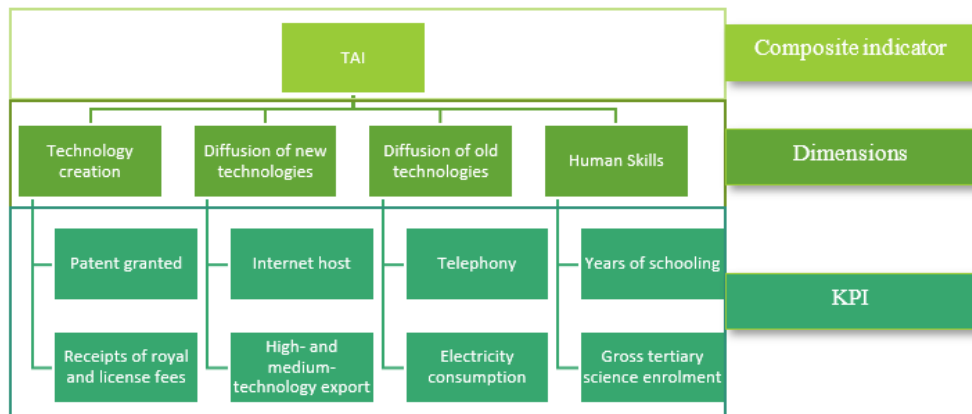 TAI
Composite indicator
Technology
creation
Diffusion of new
technologies
Diffusion of old
technologies
Human Skills
Dimensions
Patent granted
Internet host
Telephony
Years of schooling
KPI
Receipts of royal
and license fees
High- and
medium-
technology export
Electricity
consumption
Gross tertiary
science enrolment